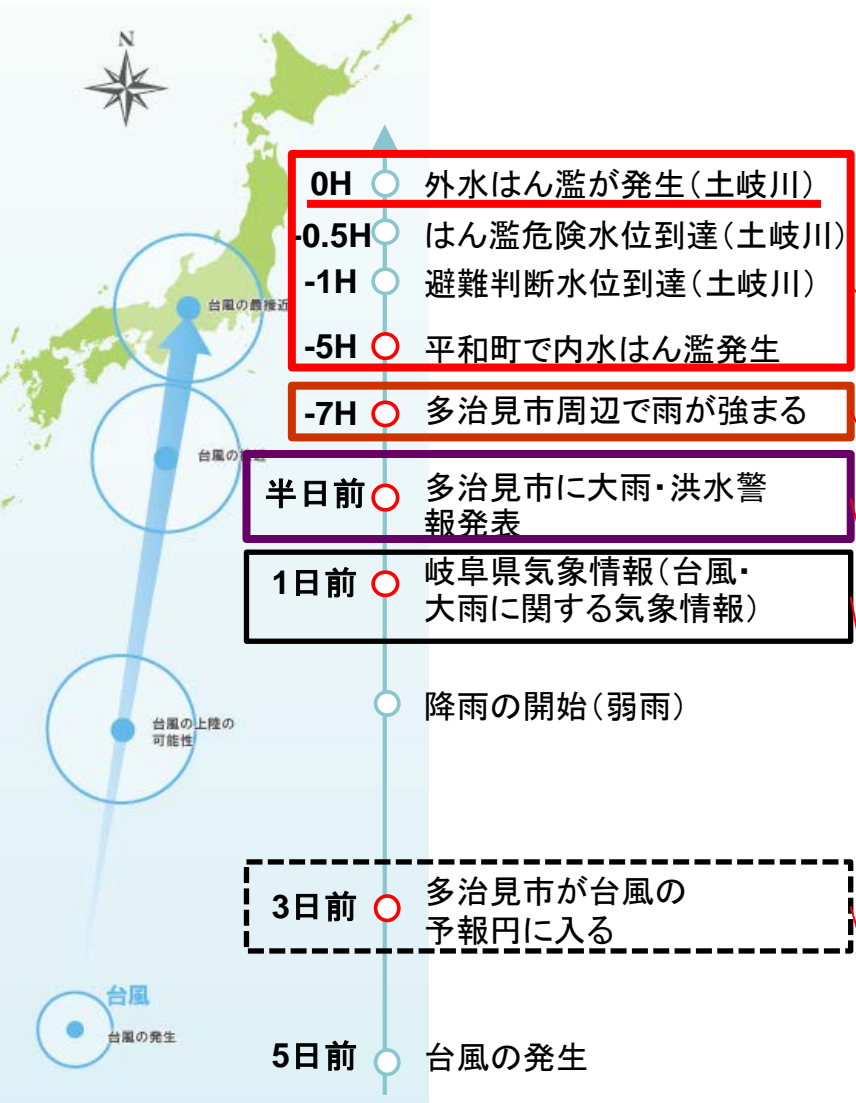 N
0H 外水はん濫が発生(土岐川)
-0.5H はん濫危険水位到達(土岐川)
-1H 避難判断水位到達(土岐川)
台風の最接近
-5H 平和町で内水はん濫発生
-7H 多治見市周辺で雨が強まる
台風の接近
半日前 多治見市に大雨・洪水警
報発表
1日前 岐阜県気象情報(台風・
大雨に関する気象情報)
降雨の開始(弱雨)
台風の上陸の
可能性
3日前 多治見市が台風の
予報円に入る
台風
台風の発生
5日前 台風の発生